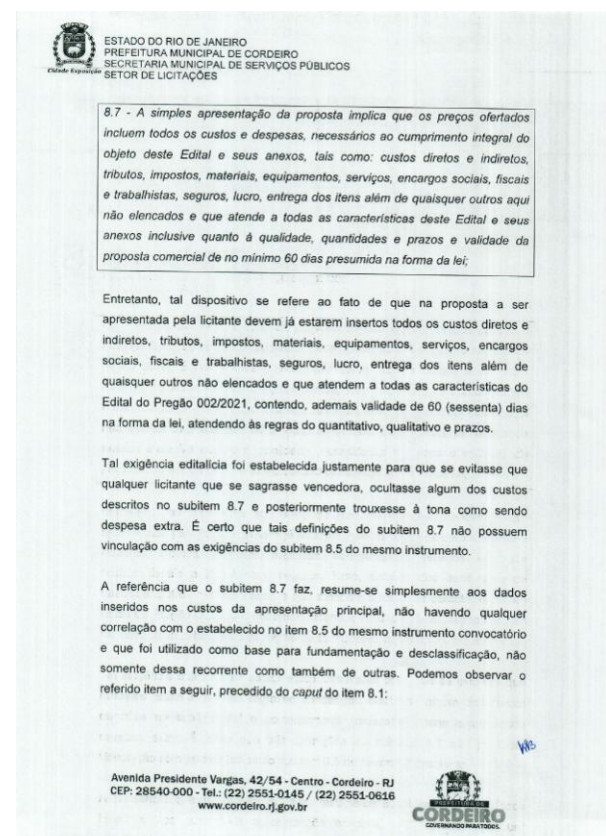 ESTADO DO RIO DE JANEIRO
PREFEITURA MUNICIPAL DE CORDEIRO
SECRETARIA MUNICIPAL DE SERVIÇOS PÚBLICOS
Cidade Exposição SETOR DE LICITAÇÕES
8.7 - A simples apresentação da proposta implica que os preços ofertados
incluem todos os custos e despesas, necessários ao cumprimento integral do
objeto deste Edital e seus anexos, tais como: custos diretos e indiretos,
tributos, impostos, materiais, equipamentos, serviços, encargos sociais, fiscais
e trabalhistas, seguros, lucro, entrega dos itens além de quaisquer outros aqui
não elencados e que atende a todas as características deste Edital e seus
anexos inclusive quanto à qualidade, quantidades e prazos e validade da
proposta comercial de no mínimo 60 dias presumida na forma da lei;
Entretanto, tal dispositivo se refere ao fato de que na proposta a ser
apresentada pela licitante devem já estarem insertos todos os custos diretos e
indiretos, tributos, impostos, materiais, equipamentos, serviços, encargos
sociais, fiscais e trabalhistas, seguros, lucro, entrega dos itens além de
quaisquer outros não elencados e que atendem a todas as características do
Edital do Pregão 002/2021, contendo, ademais validade de 60 (sessenta) dias
na forma da lei, atendendo às regras do quantitativo, qualitativo e prazos.
Tal exigência editalícia foi estabelecida justamente para que se evitasse que
qualquer licitante que se sagrasse vencedora, ocultasse algum dos custos
descritos no subitem 8.7 e posteriormente trouxesse à tona como sendo
despesa extra. É certo que tais definições do subitem 8.7 não possuem
vinculação com as exigências do subitem 8.5 do mesmo instrumento.
A referência que o subitem 8.7 faz, resume-se simplesmente aos dados
inseridos nos custos da apresentação principal, não havendo qualquer
correlação com o estabelecido no item 8.5 do mesmo instrumento convocatório
e que foi utilizado como base para fundamentação e desclassificação, não
somente dessa recorrente como também de outras. Podemos observar o
referido item a seguir, precedido do caput do item 8.1:
Avenida Presidente Vargas, 42/54 - Centro - Cordeiro - RJ
CEP: 28540-000 - Tel.: (22) 2551-0145 / (22) 2551-0616
www.cordeiro.rj.gov.br
PREFEITURA DE
CORDEIRO
GOVERNANDO PARA TODOS.